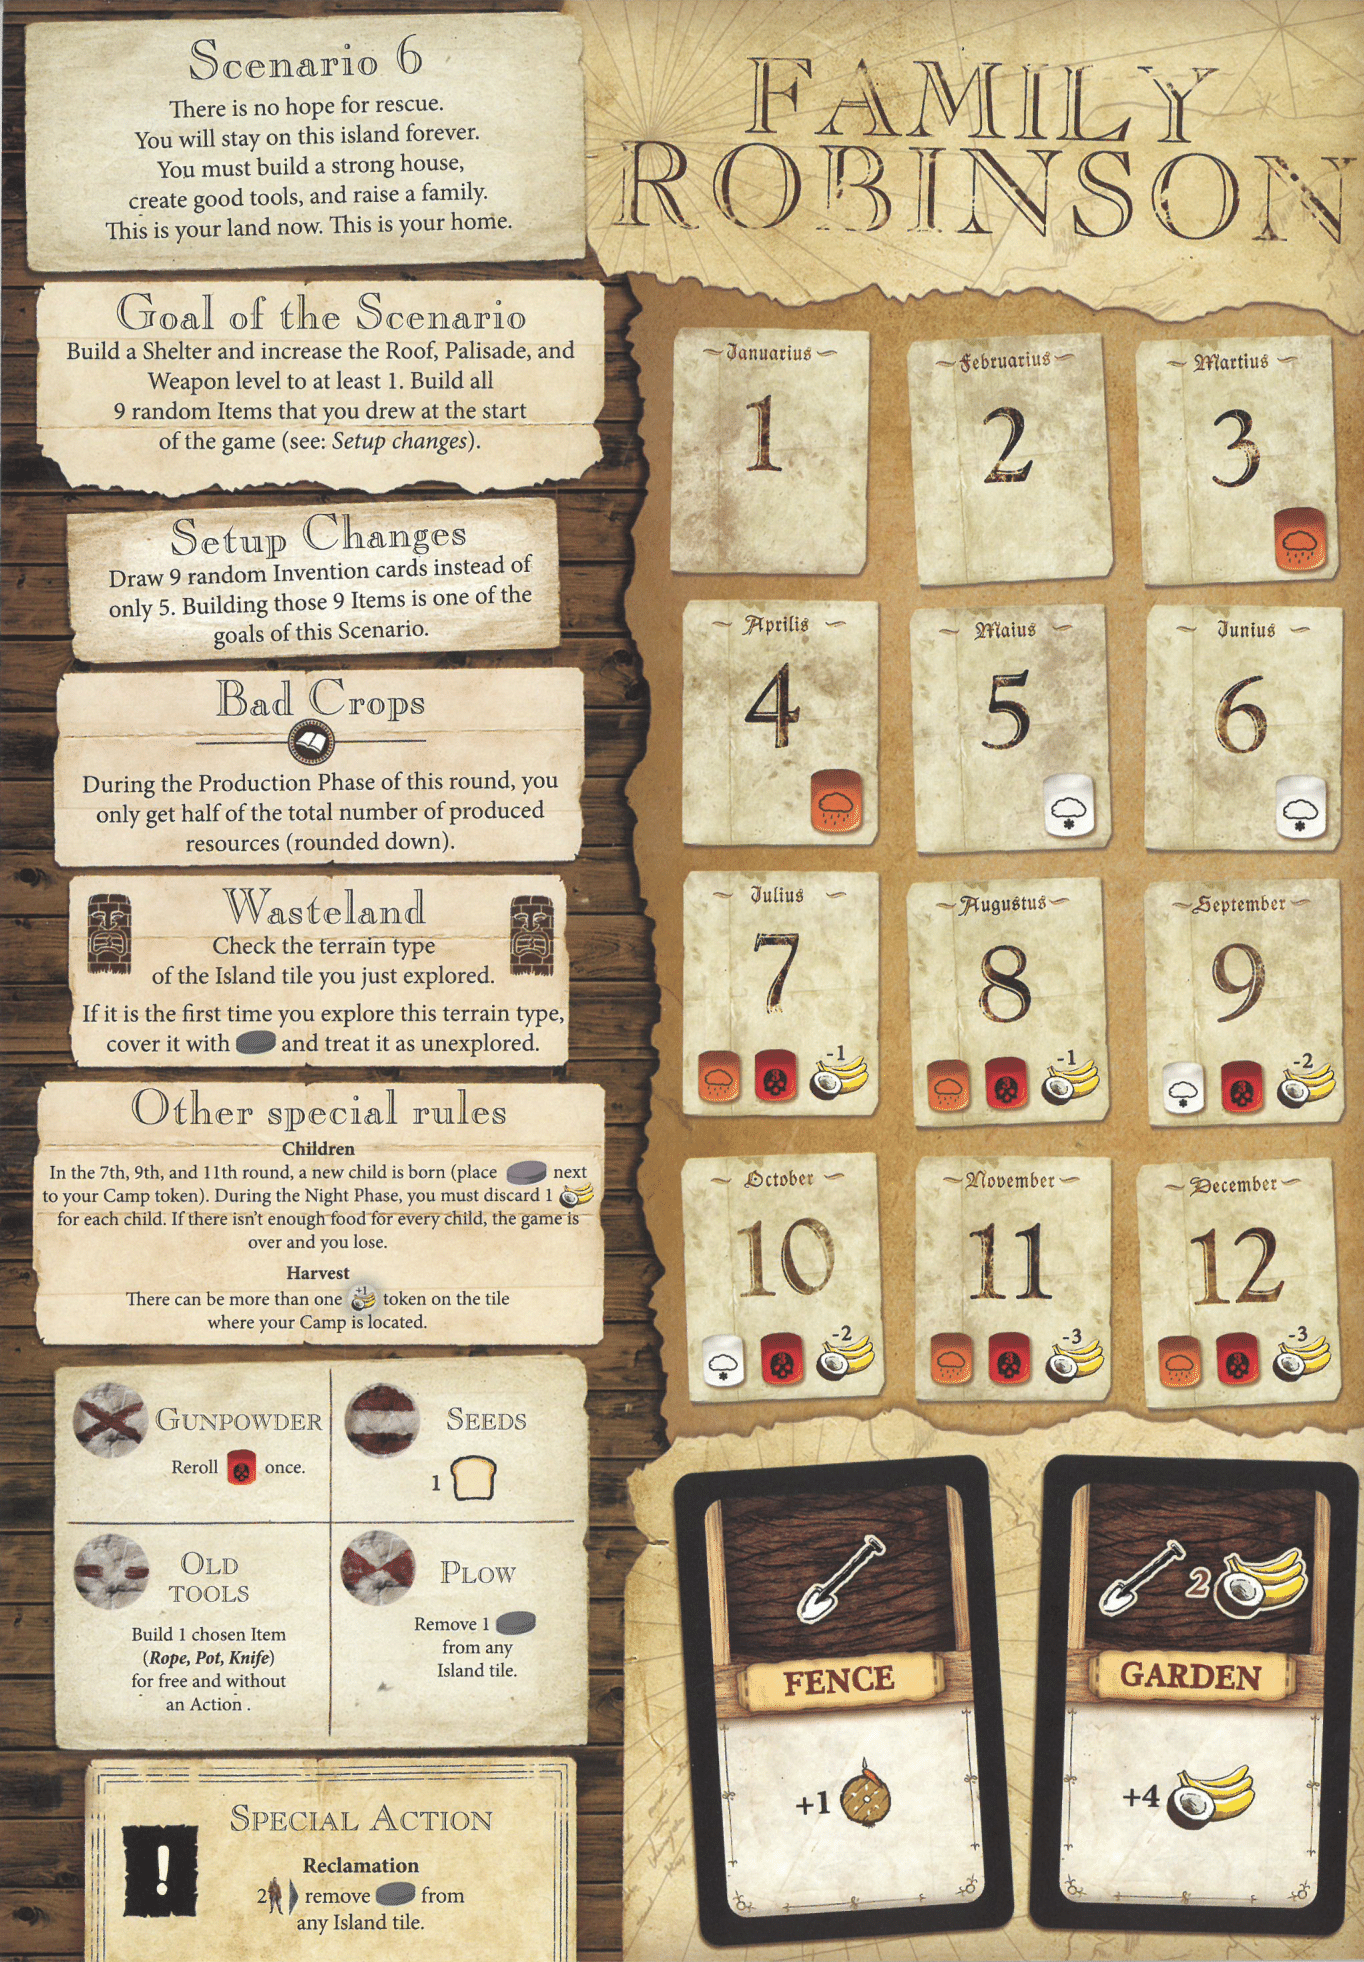 Scenario 6
There is no hope for rescue.
You will stay on this island forever.
You must build a strong house,
create good tools, and raise a family.
This is your land now. This is your home.
FAMILY
ROBINSON
Goal of the Scenario
Build a Shelter and increase the Roof, Palisade, and
Weapon level to at least 1. Build all
9 random Items that you drew at the start
of the game (see: Setup changes).
Setup Changes
Draw 9 random Invention cards instead of
only 5. Building those 9 Items is one of the
goals of this Scenario.
Bad Crops
During the Production Phase of this round, you
only get half of the total number of produced
resources (rounded down).
Wasteland
Check the terrain type
of the Island tile you just explored.
If it is the first time you explore this terrain type,
cover it with and treat it as unexplored.
Other special rules
Children
In the 7th, 9th, and 11th round, a new child is born (place next
to your Camp token). During the Night Phase, you must discard 1
for each child. If there isn't enough food for every child, the game is
over and you lose.
Harvest
There can be more than one +1 token on the tile
where your Camp is located.
GUNPOWDER
Reroll once.
SEEDS
1
OLD
TOOLS
Build 1 chosen Item
(Rope, Pot, Knife)
for free and without
an Action .
PLOW
Remove 1
from any
Island tile.
!
SPECIAL ACTION
Reclamation
2 remove from
any Island tile.
Januarius
1
Februarius
2
Martius
3
Aprilis
4
Maius
5
Junius
6
Julius
7
3
-1
Augustus
8
3
-1
September
9
3
-2
October
10
3
-2
November
11
3
-3
December
12
3
-3
FENCE
+1
2
GARDEN
+4